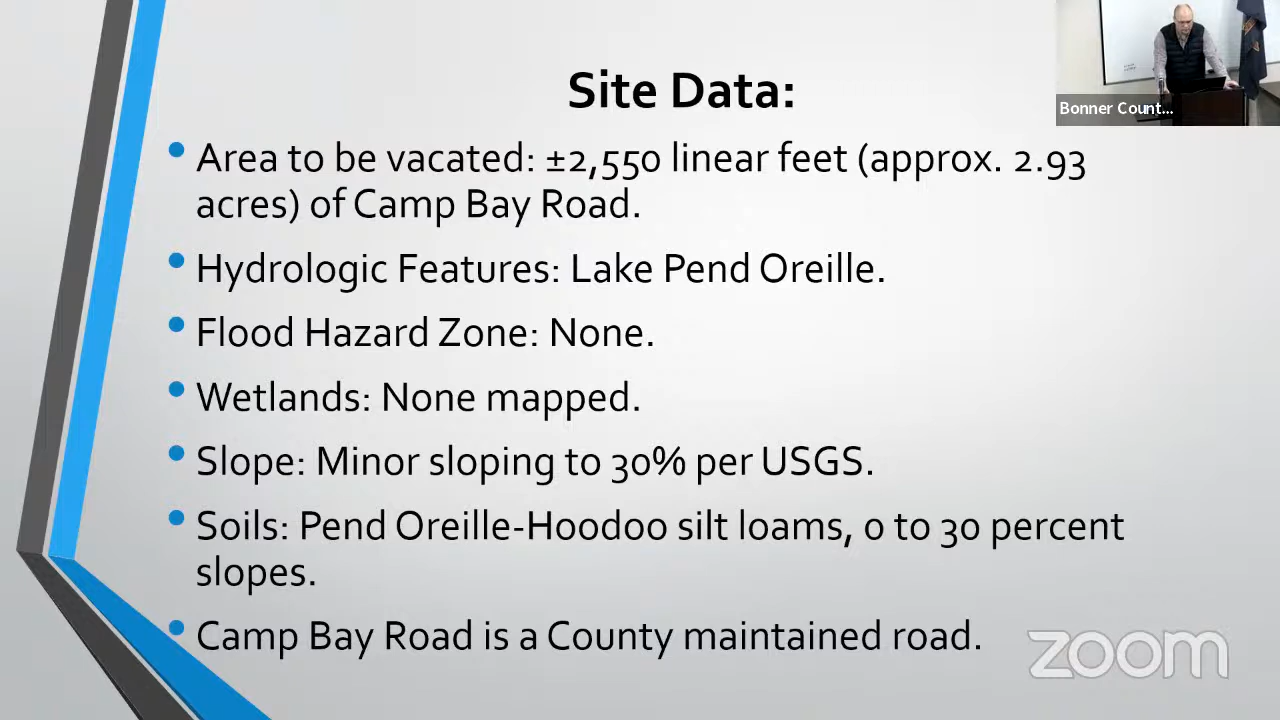 Site Data:
Bonner Count...
Area to be vacated: ±2,550 linear feet (approx. 2.93
acres) of Camp Bay Road.
Hydrologic Features: Lake Pend Oreille.
Flood Hazard Zone: None.
Wetlands: None mapped.
Slope: Minor sloping to 30% per USGS.
Soils: Pend Oreille-Hoodoo silt loams, 0 to 30 percent
slopes.
Camp Bay Road is a County maintained road.
zoom